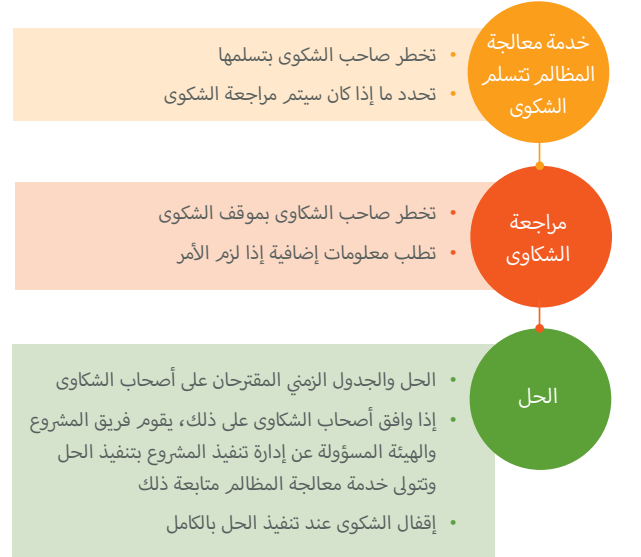 خدمة معالجة
المظالم تتسلم
الشكوى
• تخطر صاحب الشكوى بتسلمها
• تحدد ما إذا كان سيتم مراجعة الشكوى
مراجعة
الشكاوى
• تخطر صاحب الشكاوى بموقف الشكوى
• تطلب معلومات إضافية إذا لزم الأمر
الحل
• الحل والجدول الزمني المقترحان على أصحاب الشكاوى
• إذا وافق أصحاب الشكاوى على ذلك، يقوم فريق المشروع
والهيئة المسؤولة عن إدارة تنفيذ المشروع بتنفيذ الحل
وتتولى خدمة معالجة المظالم متابعة ذلك
• إقفال الشكوى عند تنفيذ الحل بالكامل